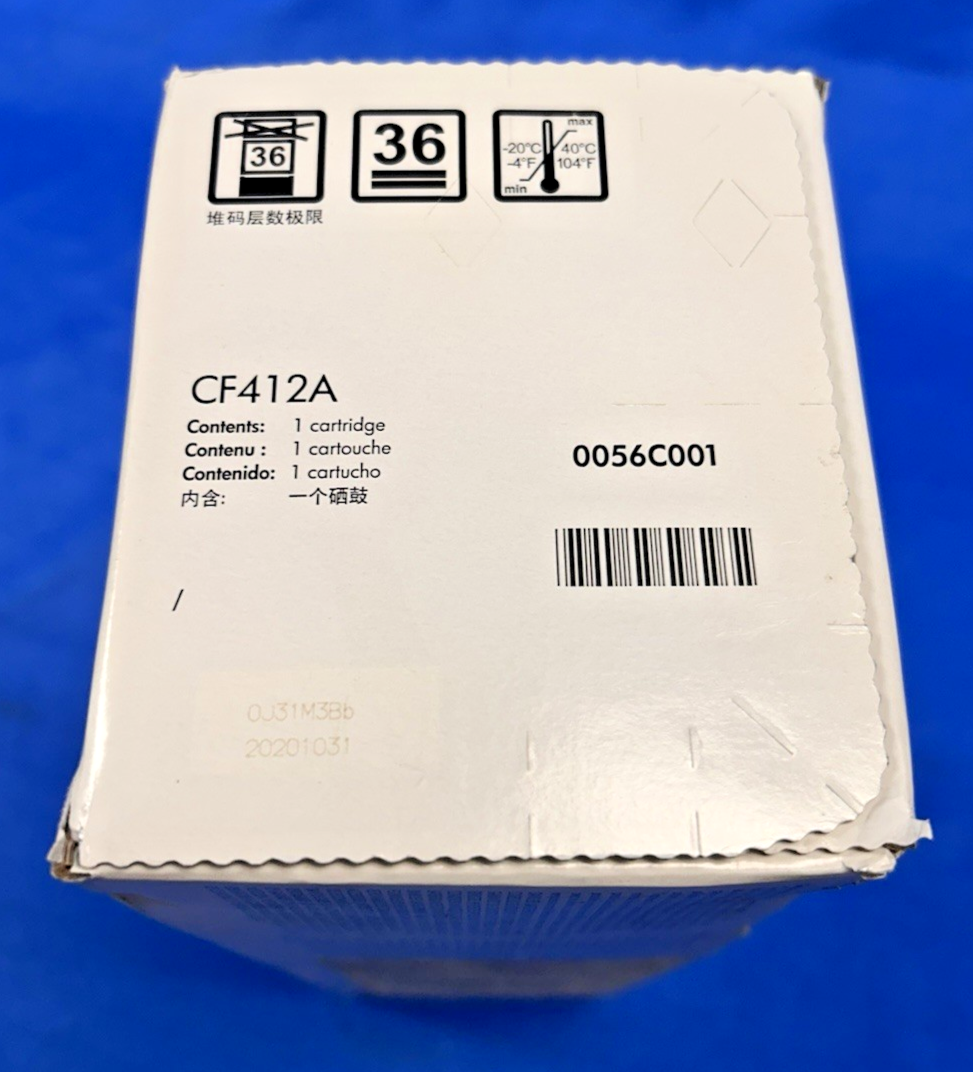 36
36
max
-20°C 40°C
-4°F 104°F
min
堆码层数极限
CF412A
Contents: 1 cartridge
Contenu : 1 cartouche
Contenido: 1 cartucho
内含: 一个硒鼓
0056C001
/
0J31M3Bb
20201031